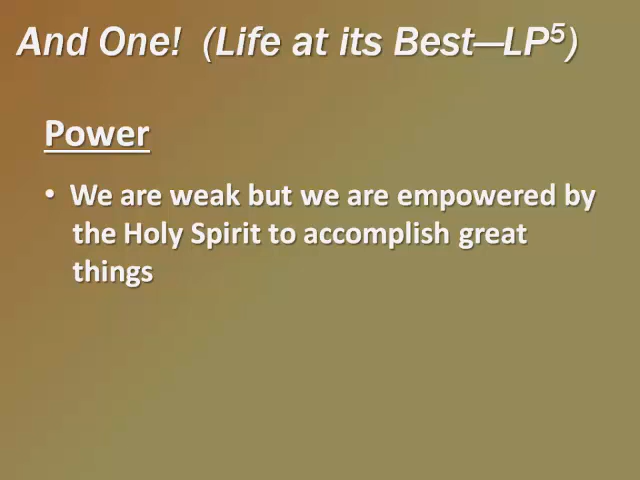 And One!  (Life at its Best—LP⁵)
Power
• We are weak but we are empowered by
the Holy Spirit to accomplish great
things